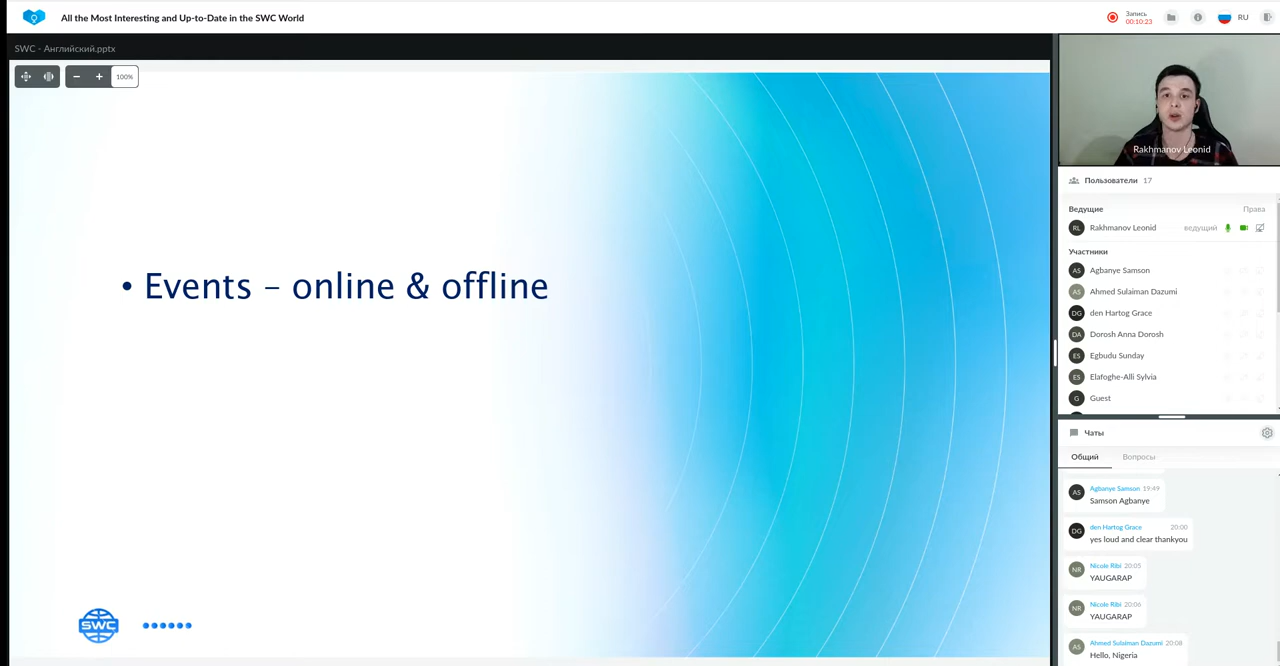 All the Most Interesting and Up-to-Date in the SWC World
Запись
00:10:23
RU
SWC - Английский.pptx
100%
• Events – online & offline
SWC
Rakhmanov Leonid
Пользователи 17
Ведущие Права
RL Rakhmanov Leonid ведущий
Участники
AS Agbanye Samson
AS Ahmed Sulaiman Dazumi
DG den Hartog Grace
DA Dorosh Anna Dorosh
ES Egbudu Sunday
ES Elafoghe-Alli Sylvia
G Guest
Чаты
Общий Вопросы
AS Agbanye Samson 19:49
Samson Agbanye
DG den Hartog Grace 20:00
yes loud and clear thankyou
NR Nicole Ribi 20:05
YAUGARAP
NR Nicole Ribi 20:06
YAUGARAP
AS Ahmed Sulaiman Dazumi 20:08
Hello, Nigeria